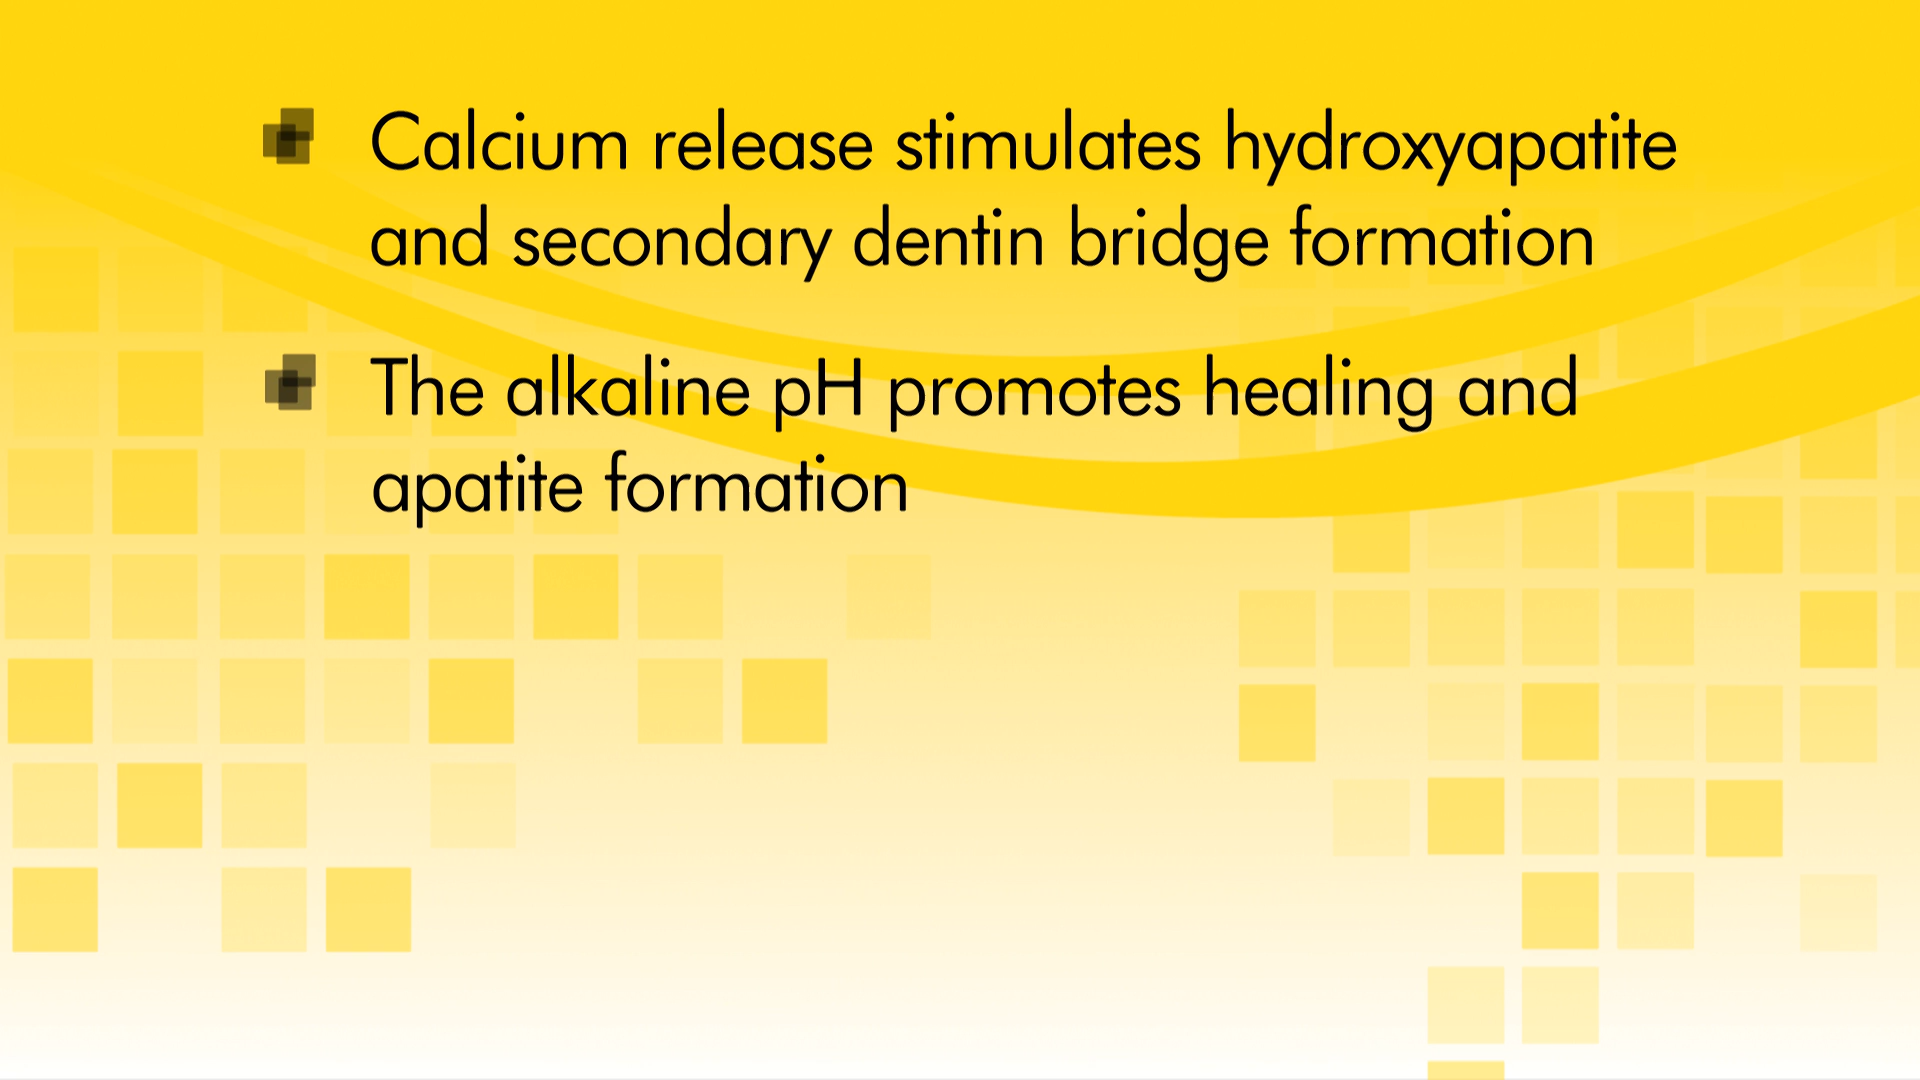 Calcium release stimulates hydroxyapatite
and secondary dentin bridge formation
The alkaline pH promotes healing and
apatite formation